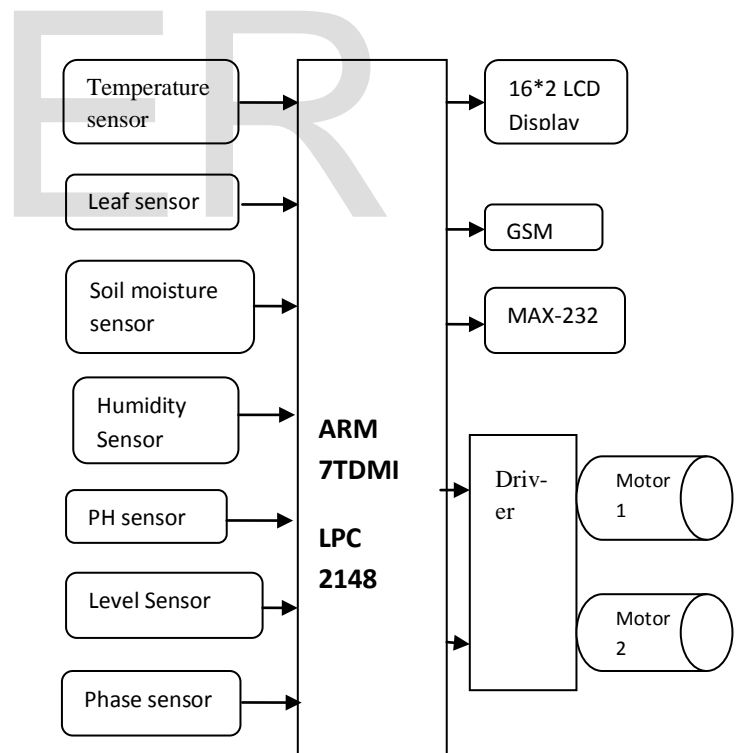 ER
Temperature
sensor
Leaf sensor
Soil moisture
sensor
Humidity
Sensor
PH sensor
Level Sensor
Phase sensor
ARM
7TDMI
LPC
2148
16*2 LCD
Display
GSM
MAX-232
Driv-
er
Motor
1
Motor
2